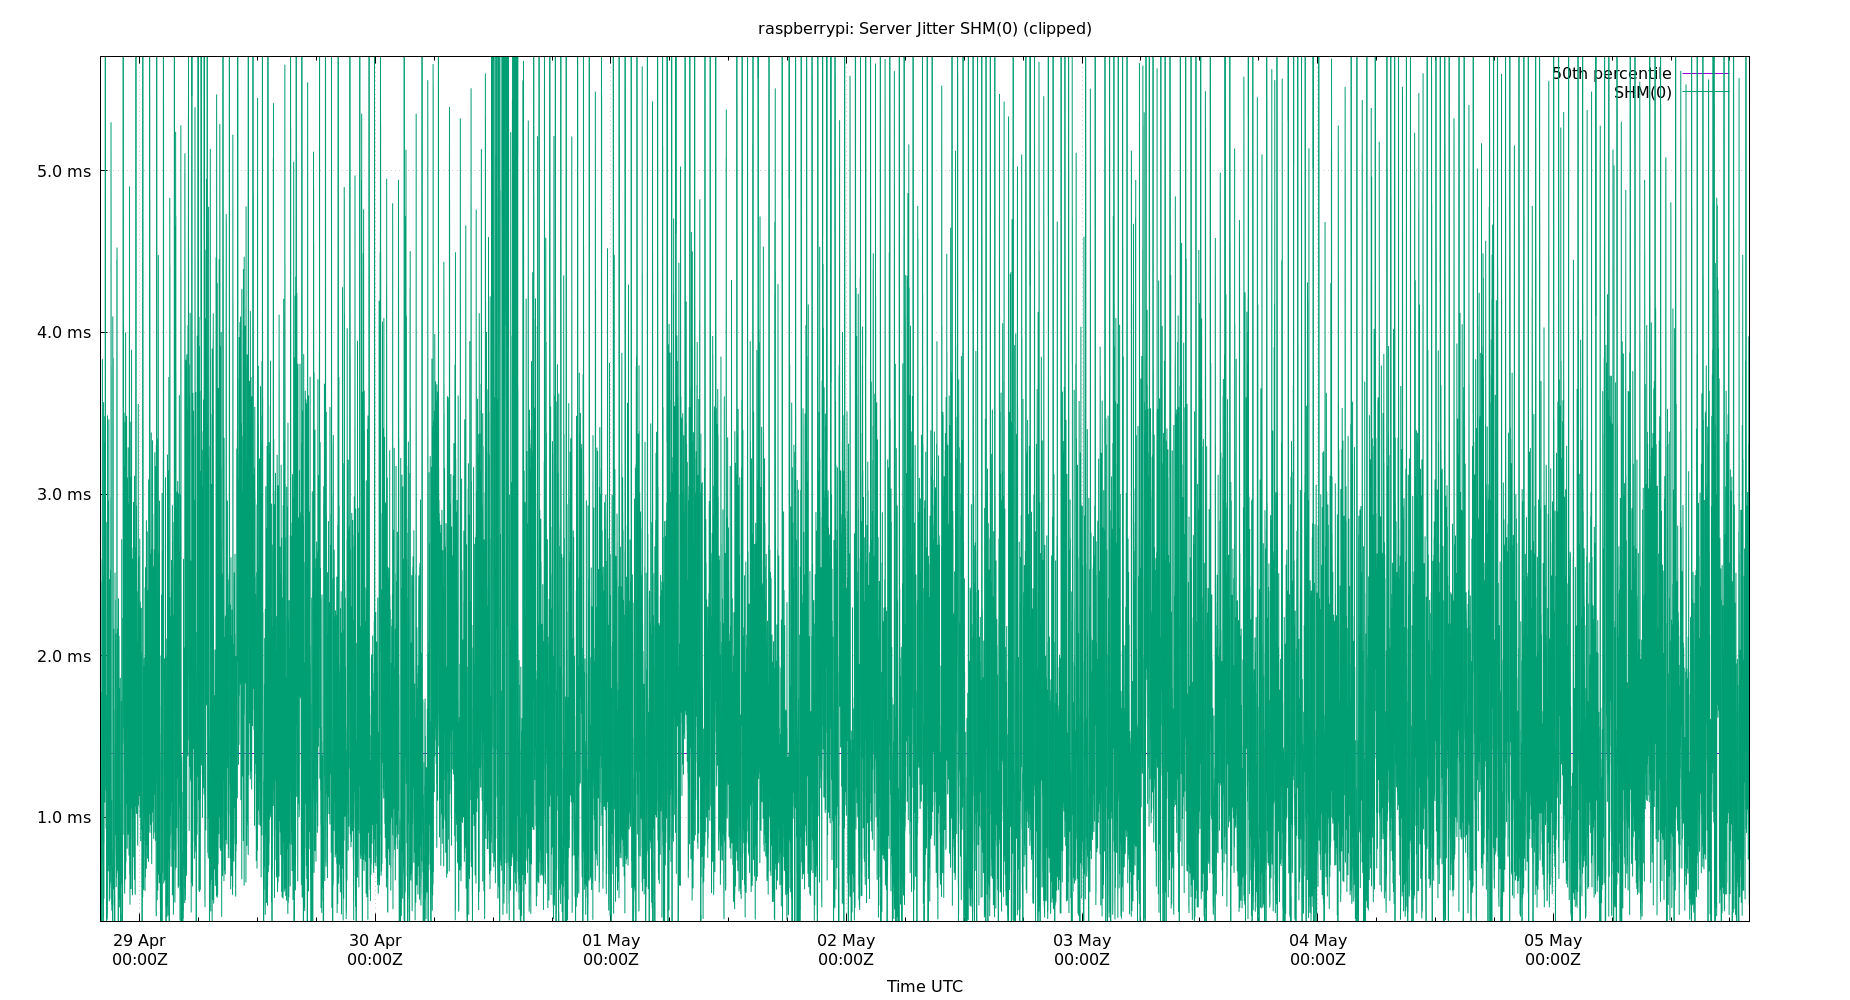 raspberrypi: Server Jitter SHM(0) (clipped)
50th percentile
SHM(0)
5.0 ms
4.0 ms
3.0 ms
2.0 ms
1.0 ms
29 Apr 30 Apr 01 May 02 May 03 May 04 May 05 May
00:00Z 00:00Z 00:00Z 00:00Z 00:00Z 00:00Z 00:00Z
Time UTC